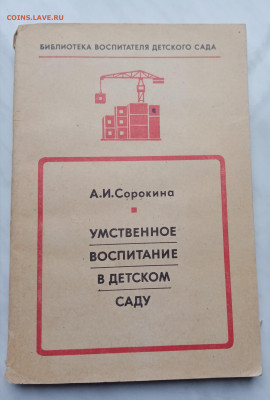 COINS.LAVE.RU
БИБЛИОТЕКА ВОСПИТАТЕЛЯ ДЕТСКОГО САДА
А.И.Сорокина
УМСТВЕННОЕ
ВОСПИТАНИЕ
В ДЕТСКОМ
САДУ